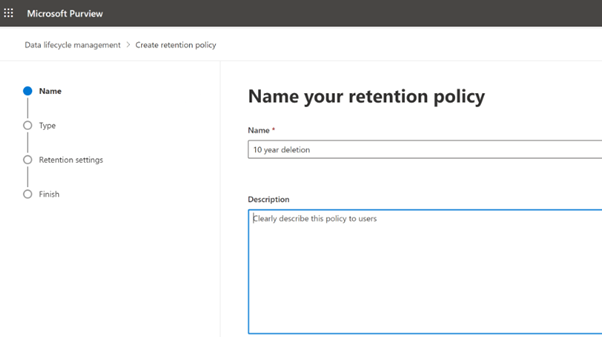 Microsoft Purview
Data lifecycle management > Create retention policy
Name
Type
Retention settings
Finish
Name your retention policy
Name *
10 year deletion
Description
Clearly describe this policy to users